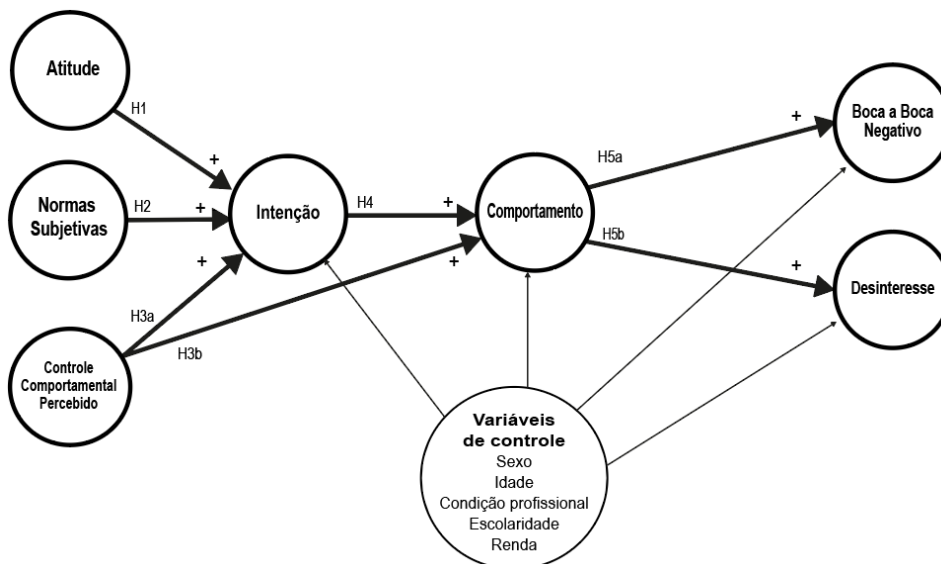 Atitude
H1
+
Normas
Subjetivas
H2
+
Controle
Comportamental
Percebido
H3a
+
H3b
+
Intenção
H4
+
Comportamento
H5a
+
H5b
+
Boca a Boca
Negativo
Desinteresse
Variáveis
de controle
Sexo
Idade
Condição profissional
Escolaridade
Renda